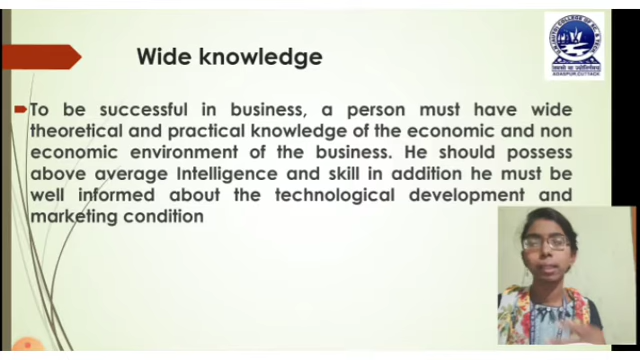 Wide knowledge
To be successful in business, a person must have wide
theoretical and practical knowledge of the economic and non
economic environment of the business. He should possess
above average Intelligence and skill in addition he must be
well informed about the technological development and
marketing condition
ADASPUR, CUTTACK